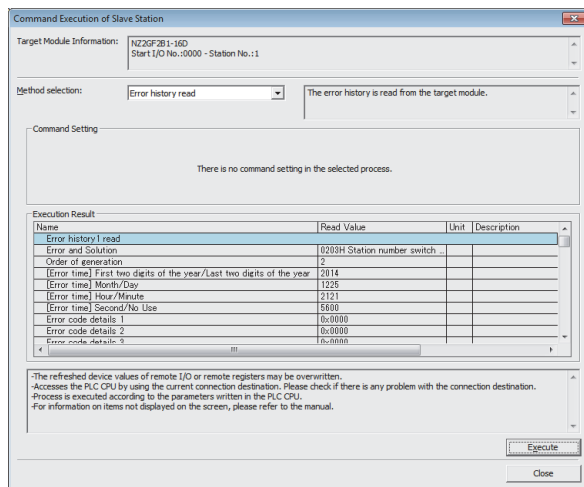 Command Execution of Slave Station
Target Module Information:
NZ2GF2B1-16D
Start I/O No.:0000 - Station No.:1
Method selection:
Error history read
The error history is read from the target module.
Command Setting
There is no command setting in the selected process.
Execution Result
Name Read Value Unit Description
Error history1 read
Error and Solution 0203H Station number switch ..
Order of generation 2
[Error time] First two digits of the year/Last two digits of the year 2014
[Error time] Month/Day 1225
[Error time] Hour/Minute 2121
[Error time] Second/No Use 5600
Error code details 1 0x0000
Error code details 2 0x0000
Error code details 3 0x0000
-The refreshed device values of remote I/O or remote registers may be overwritten.
-Accesses the PLC CPU by using the current connection destination. Please check if there is any problem with the connection destination.
-Process is executed according to the parameters written in the PLC CPU.
-For information on items not displayed on the screen, please refer to the manual.
Execute
Close